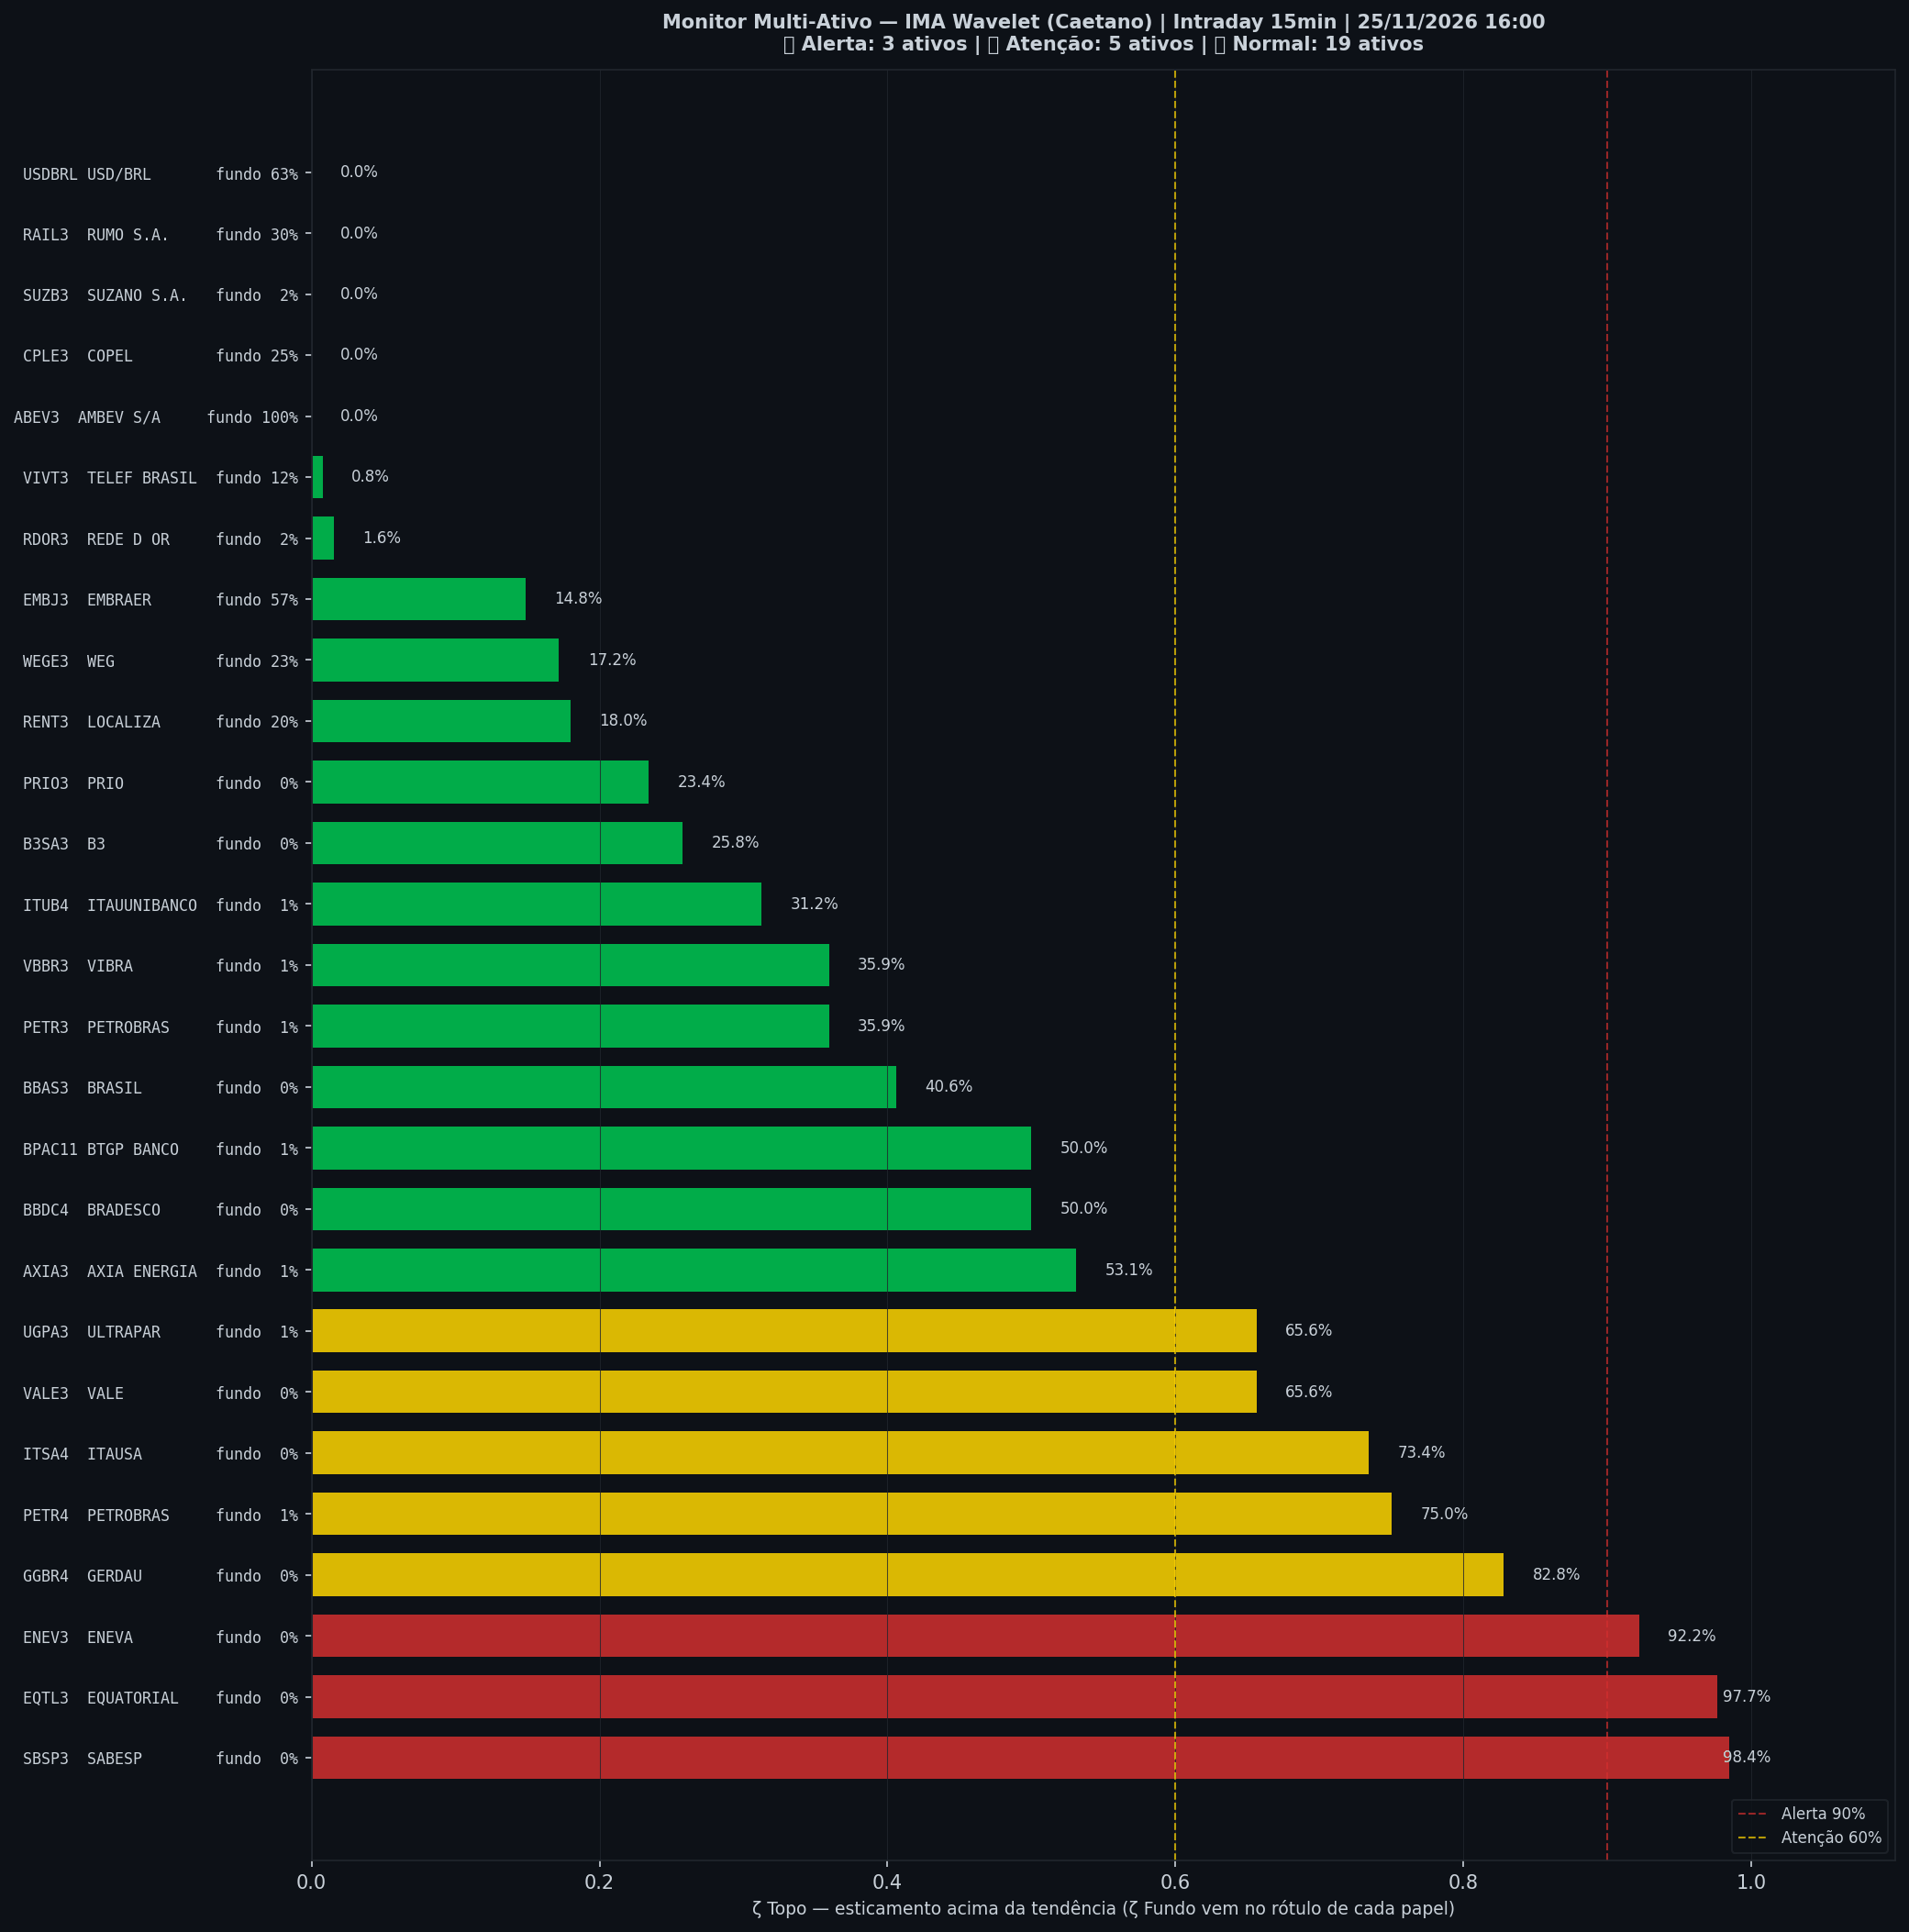 Monitor Multi-Ativo — IMA Wavelet (Caetano) | Intraday 15min | 25/11/2026 16:00
Alerta: 3 ativos | Atenção: 5 ativos | Normal: 19 ativos
USDBRL USD/BRL fundo 63% 0.0%
RAIL3 RUMO S.A. fundo 30% 0.0%
SUZB3 SUZANO S.A. fundo 2% 0.0%
CPLE3 COPEL fundo 25% 0.0%
ABEV3 AMBEV S/A fundo 100% 0.0%
VIVT3 TELEF BRASIL fundo 12% 0.8%
RDOR3 REDE D OR fundo 2% 1.6%
EMBJ3 EMBRAER fundo 57% 14.8%
WEGE3 WEG fundo 23% 17.2%
RENT3 LOCALIZA fundo 20% 18.0%
PRIO3 PRIO fundo 0% 23.4%
B3SA3 B3 fundo 0% 25.8%
ITUB4 ITAUUNIBANCO fundo 1% 31.2%
VBBR3 VIBRA fundo 1% 35.9%
PETR3 PETROBRAS fundo 1% 35.9%
BBAS3 BRASIL fundo 0% 40.6%
BPAC11 BTGP BANCO fundo 1% 50.0%
BBDC4 BRADESCO fundo 0% 50.0%
AXIA3 AXIA ENERGIA fundo 1% 53.1%
UGPA3 ULTRAPAR fundo 1% 65.6%
VALE3 VALE fundo 0% 65.6%
ITSA4 ITAUSA fundo 0% 73.4%
PETR4 PETROBRAS fundo 1% 75.0%
GGBR4 GERDAU fundo 0% 82.8%
ENEV3 ENEVA fundo 0% 92.2%
EQTL3 EQUATORIAL fundo 0% 97.7%
SBSP3 SABESP fundo 0% 98.4%
Alerta 90%
Atenção 60%
0.0 0.2 0.4 0.6 0.8 1.0
ζ Topo — esticamento acima da tendência (ζ Fundo vem no rótulo de cada papel)